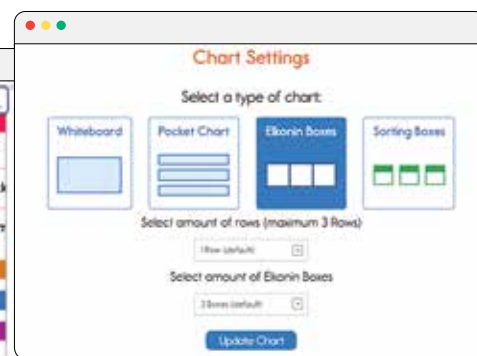 Chart Settings
Select a type of chart:
Whiteboard Pocket Chart Elkonin Boxes Sorting Boxes
Select amount of rows (maximum 3 Rows)
1 Row (default)
Select amount of Elkonin Boxes
3 Boxes (default)
Update Chart